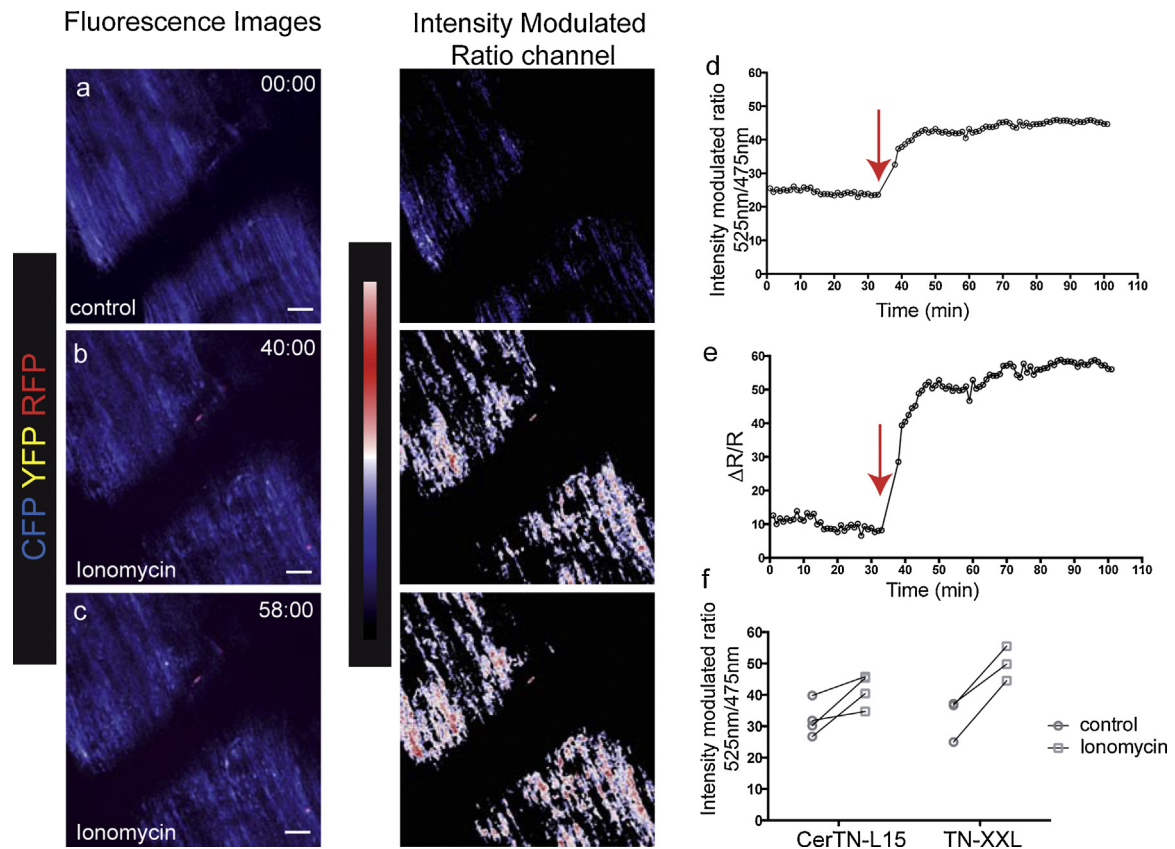 Fluorescence Images
Intensity Modulated
Ratio channel
CFP YFP RFP
a
00:00
control
b
40:00
Ionomycin
c
58:00
Ionomycin
d
Intensity modulated ratio
525nm/475nm
60
50
40
30
20
10
0
0 10 20 30 40 50 60 70 80 90 100 110
Time (min)
e
ΔR/R
60
50
40
30
20
10
0
0 10 20 30 40 50 60 70 80 90 100 110
Time (min)
f
Intensity modulated ratio
525nm/475nm
60
50
40
30
20
10
0
CerTN-L15 TN-XXL
control
Ionomycin